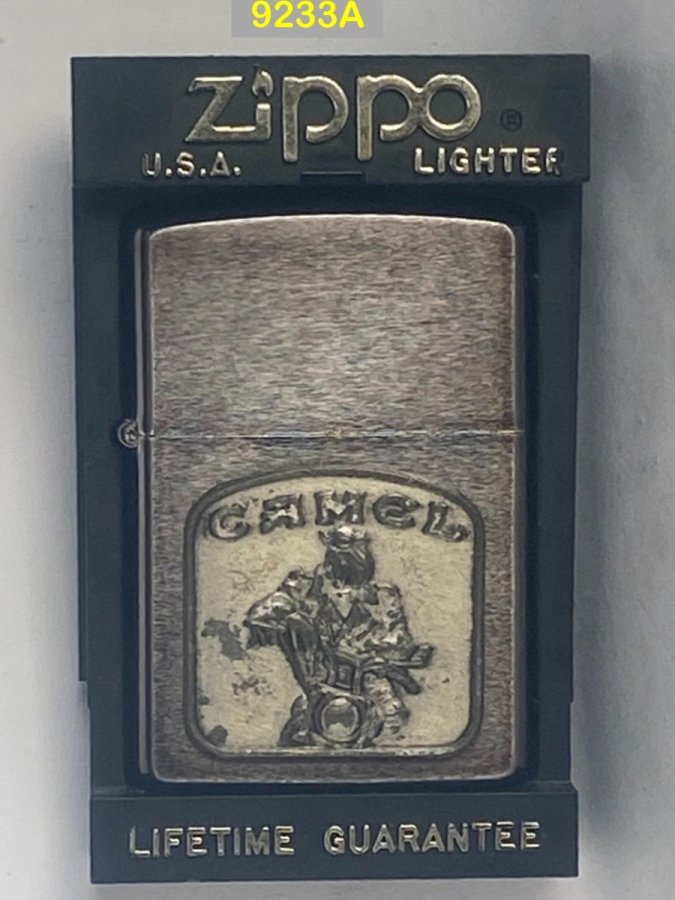 9233A
Zippo ®
U.S.A. LIGHTER
CAMEL
LIFETIME GUARANTEE